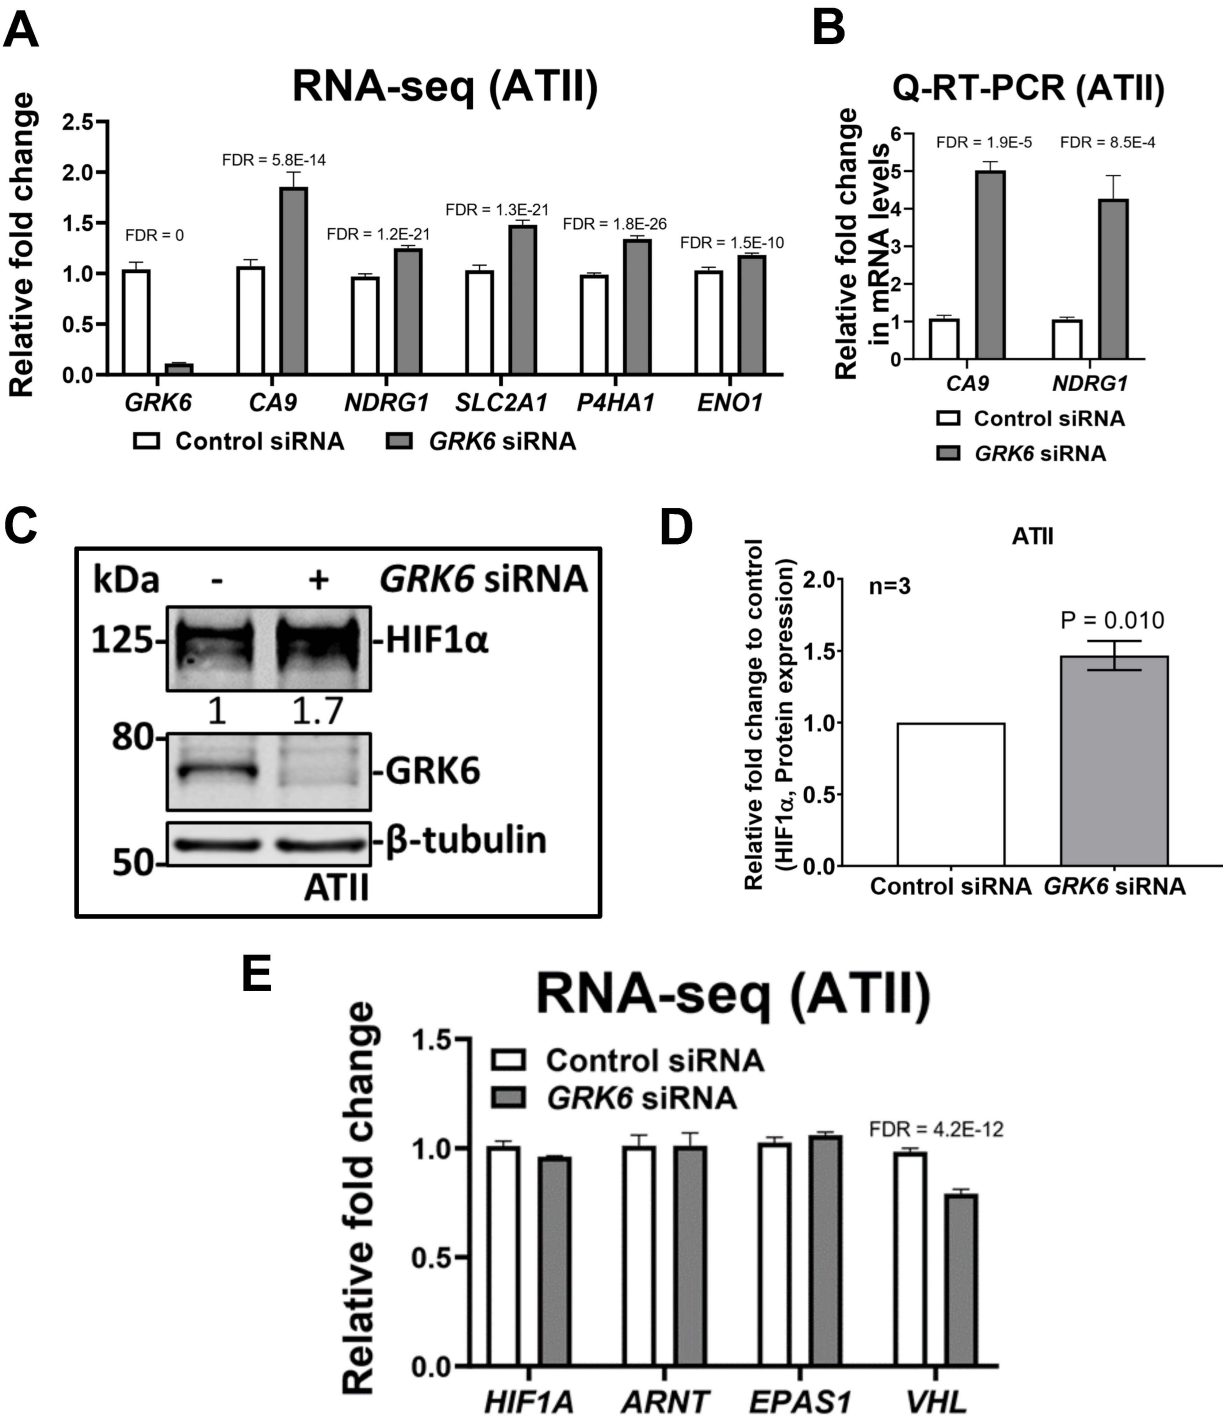 A
RNA-seq (ATII)
Relative fold change
2.5
2.0
1.5
1.0
0.5
0.0
FDR = 0
FDR = 5.8E-14
FDR = 1.2E-21
FDR = 1.3E-21
FDR = 1.8E-26
FDR = 1.5E-10
GRK6 CA9 NDRG1 SLC2A1 P4HA1 ENO1
Control siRNA GRK6 siRNA
B
Q-RT-PCR (ATII)
Relative fold change
in mRNA levels
6
5
4
3
2
1
0
FDR = 1.9E-5 FDR = 8.5E-4
CA9 NDRG1
Control siRNA
GRK6 siRNA
C
kDa - + GRK6 siRNA
125- -HIF1α
1 1.7
80-
-GRK6
-β-tubulin
50-
ATII
D
ATII
Relative fold change to control
(HIF1α, Protein expression)
2.0
1.5
1.0
0.5
0.0
n=3
P = 0.010
Control siRNA GRK6 siRNA
E
RNA-seq (ATII)
Relative fold change
1.5
1.0
0.5
0.0
Control siRNA
GRK6 siRNA
FDR = 4.2E-12
HIF1A ARNT EPAS1 VHL